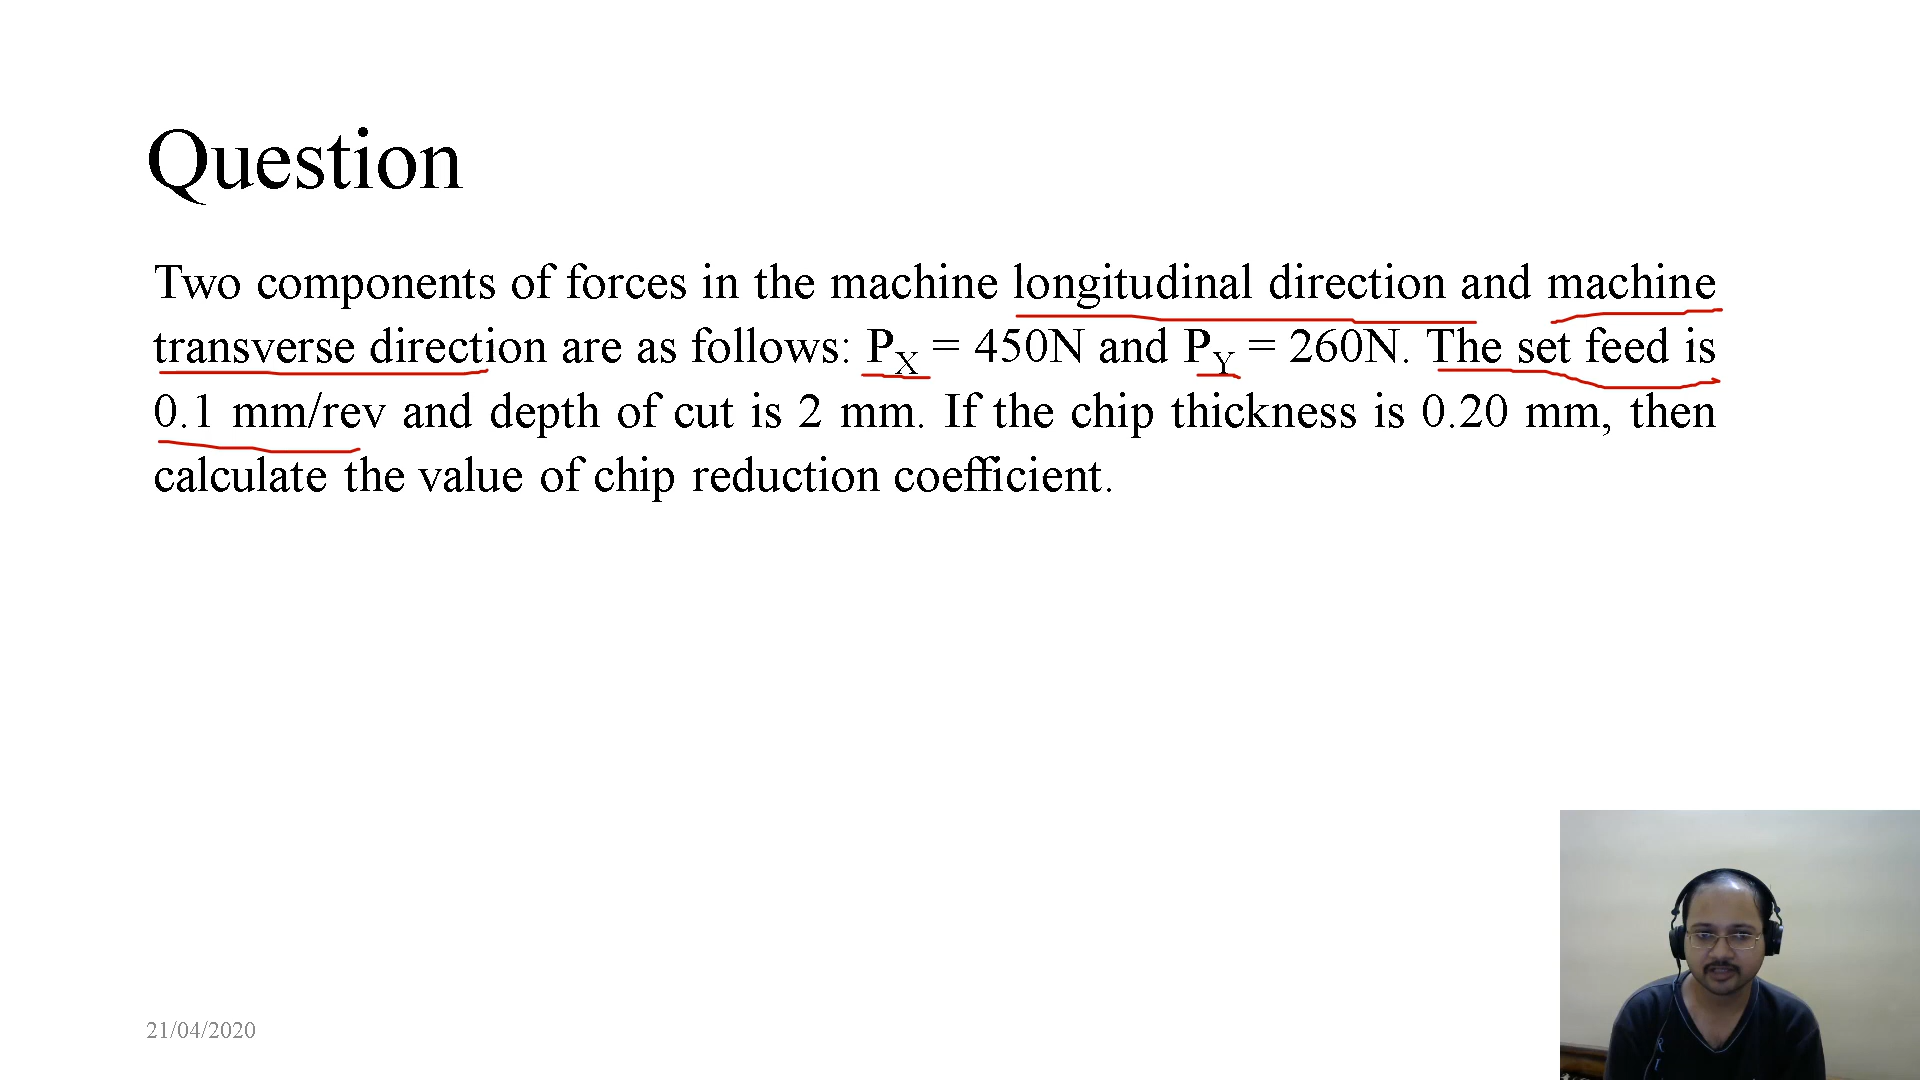 Question
Two components of forces in the machine longitudinal direction and machine
transverse direction are as follows: PX = 450N and PY = 260N. The set feed is
0.1 mm/rev and depth of cut is 2 mm. If the chip thickness is 0.20 mm, then
calculate the value of chip reduction coefficient.
21/04/2020